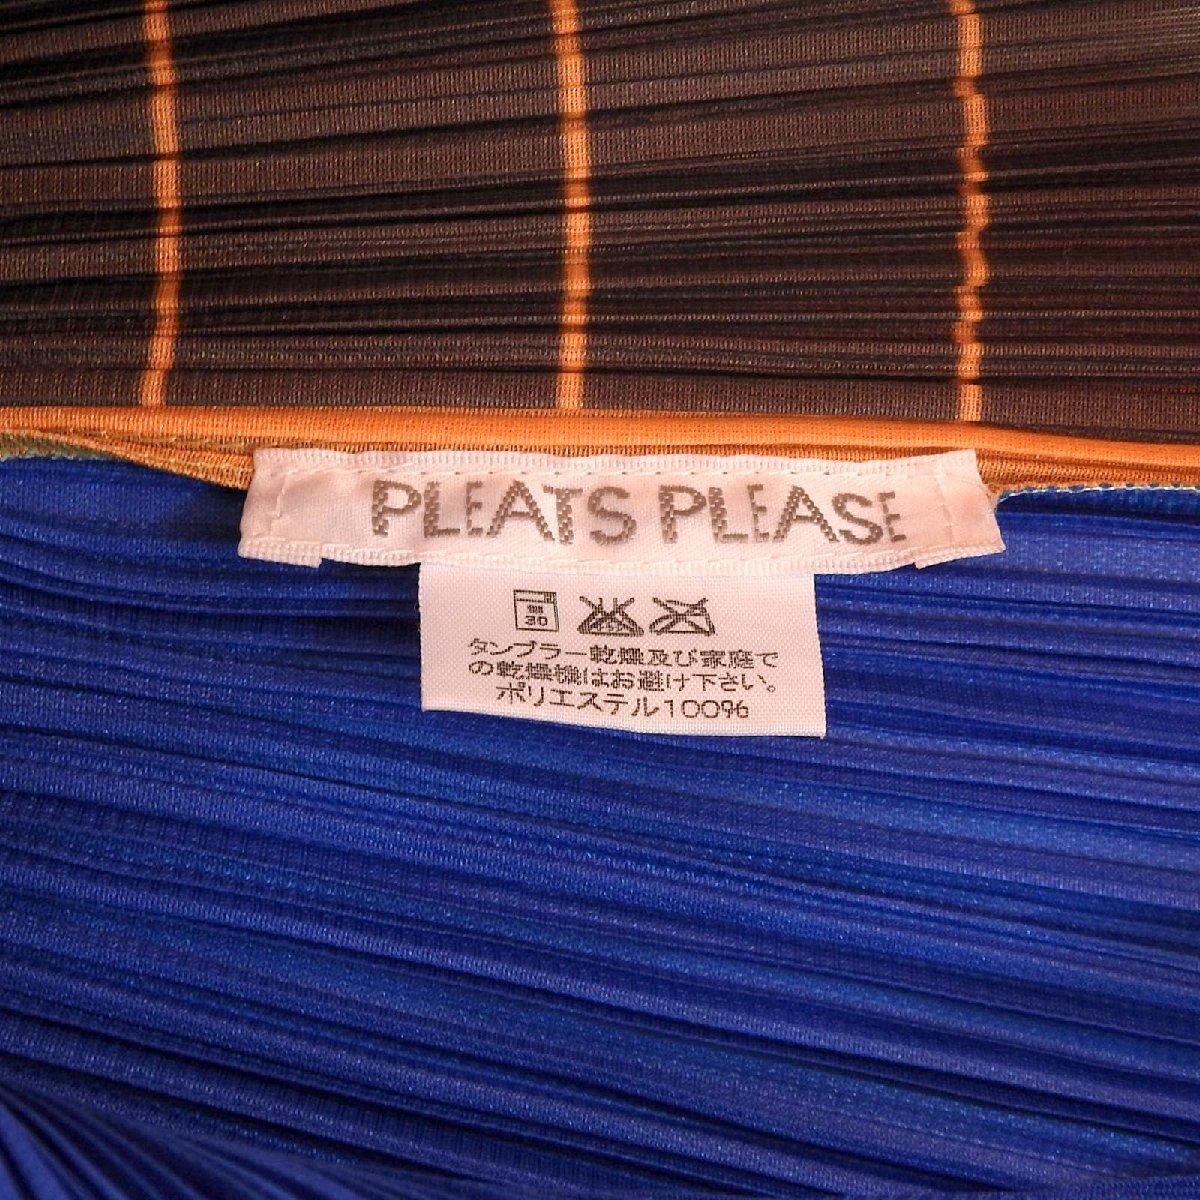 PLEATS PLEASE
30
タンブラー乾燥及び家庭で
の乾燥機はお避け下さい。
ポリエステル100%